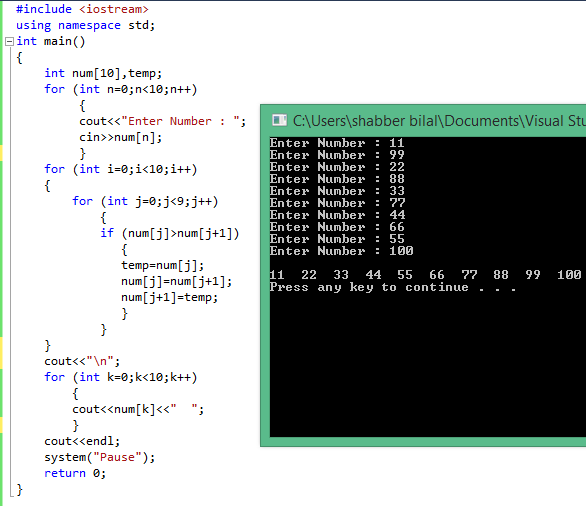 #include <iostream>
using namespace std;
int main()
{
int num[10],temp;
for (int n=0;n<10;n++)
{
cout<<"Enter Number : ";
cin>>num[n];
}
for (int i=0;i<10;i++)
{
for (int j=0;j<9;j++)
{
if (num[j]>num[j+1])
{
temp=num[j];
num[j]=num[j+1];
num[j+1]=temp;
}
}
}
cout<<"\n";
for (int k=0;k<10;k++)
{
cout<<num[k]<<"  ";
}
cout<<endl;
system("Pause");
return 0;
}
C:\Users\shabber bilal\Documents\Visual Stu
Enter Number : 11
Enter Number : 99
Enter Number : 22
Enter Number : 88
Enter Number : 33
Enter Number : 77
Enter Number : 44
Enter Number : 66
Enter Number : 55
Enter Number : 100
11  22  33  44  55  66  77  88  99  100
Press any key to continue . . .